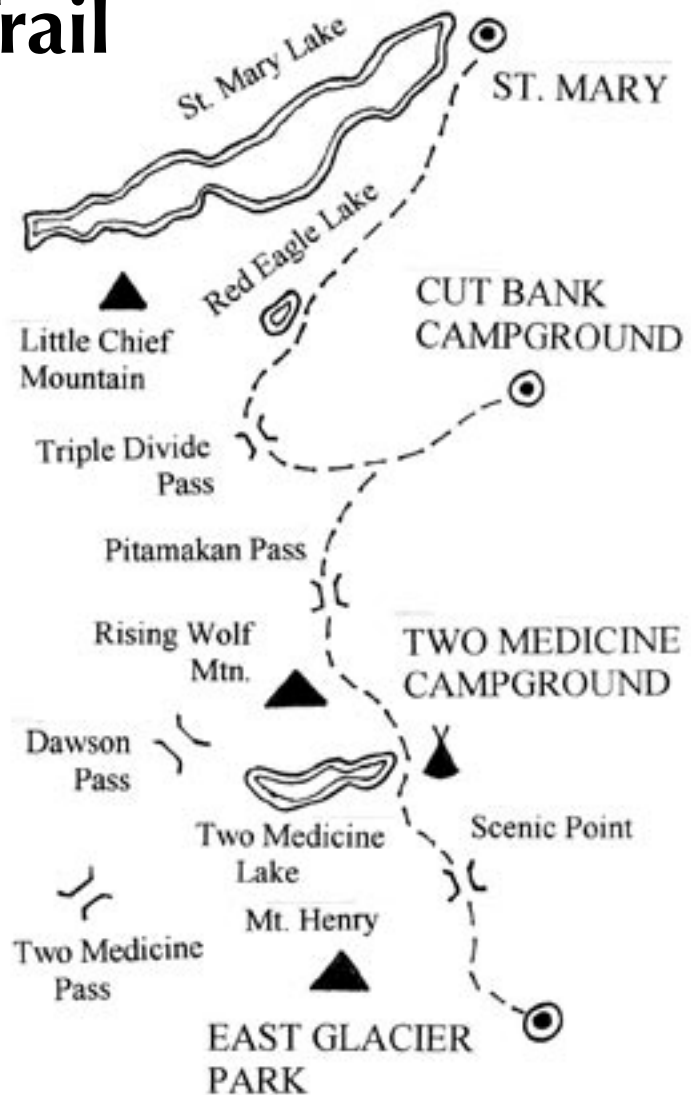 rail
St. Mary Lake
ST. MARY
Red Eagle Lake
CUT BANK
CAMPGROUND
Little Chief
Mountain
Triple Divide
Pass
Pitamakan Pass
Rising Wolf
Mtn.
TWO MEDICINE
CAMPGROUND
Dawson
Pass
Scenic Point
Two Medicine
Lake
Mt. Henry
Two Medicine
Pass
EAST GLACIER
PARK